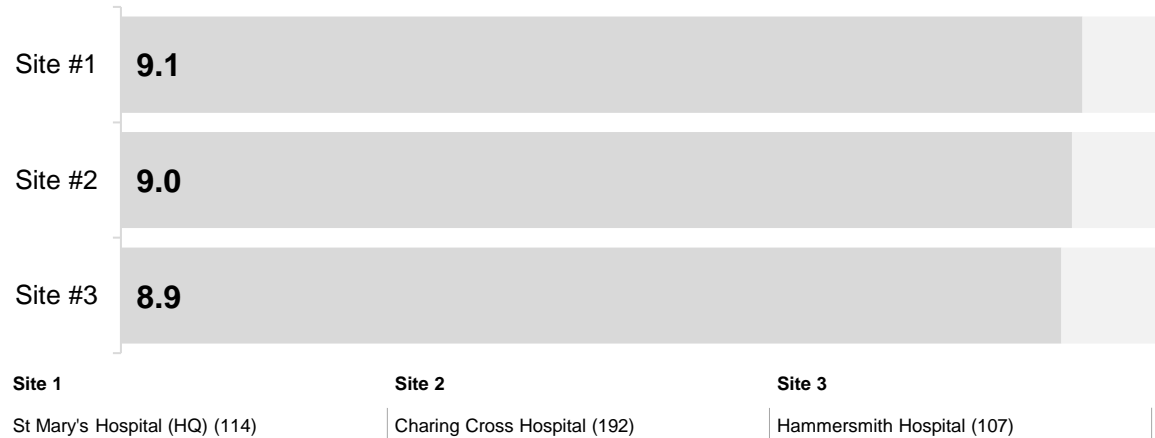 Site #1 9.1
Site #2 9.0
Site #3 8.9
Site 1 Site 2 Site 3
St Mary's Hospital (HQ) (114) Charing Cross Hospital (192) Hammersmith Hospital (107)